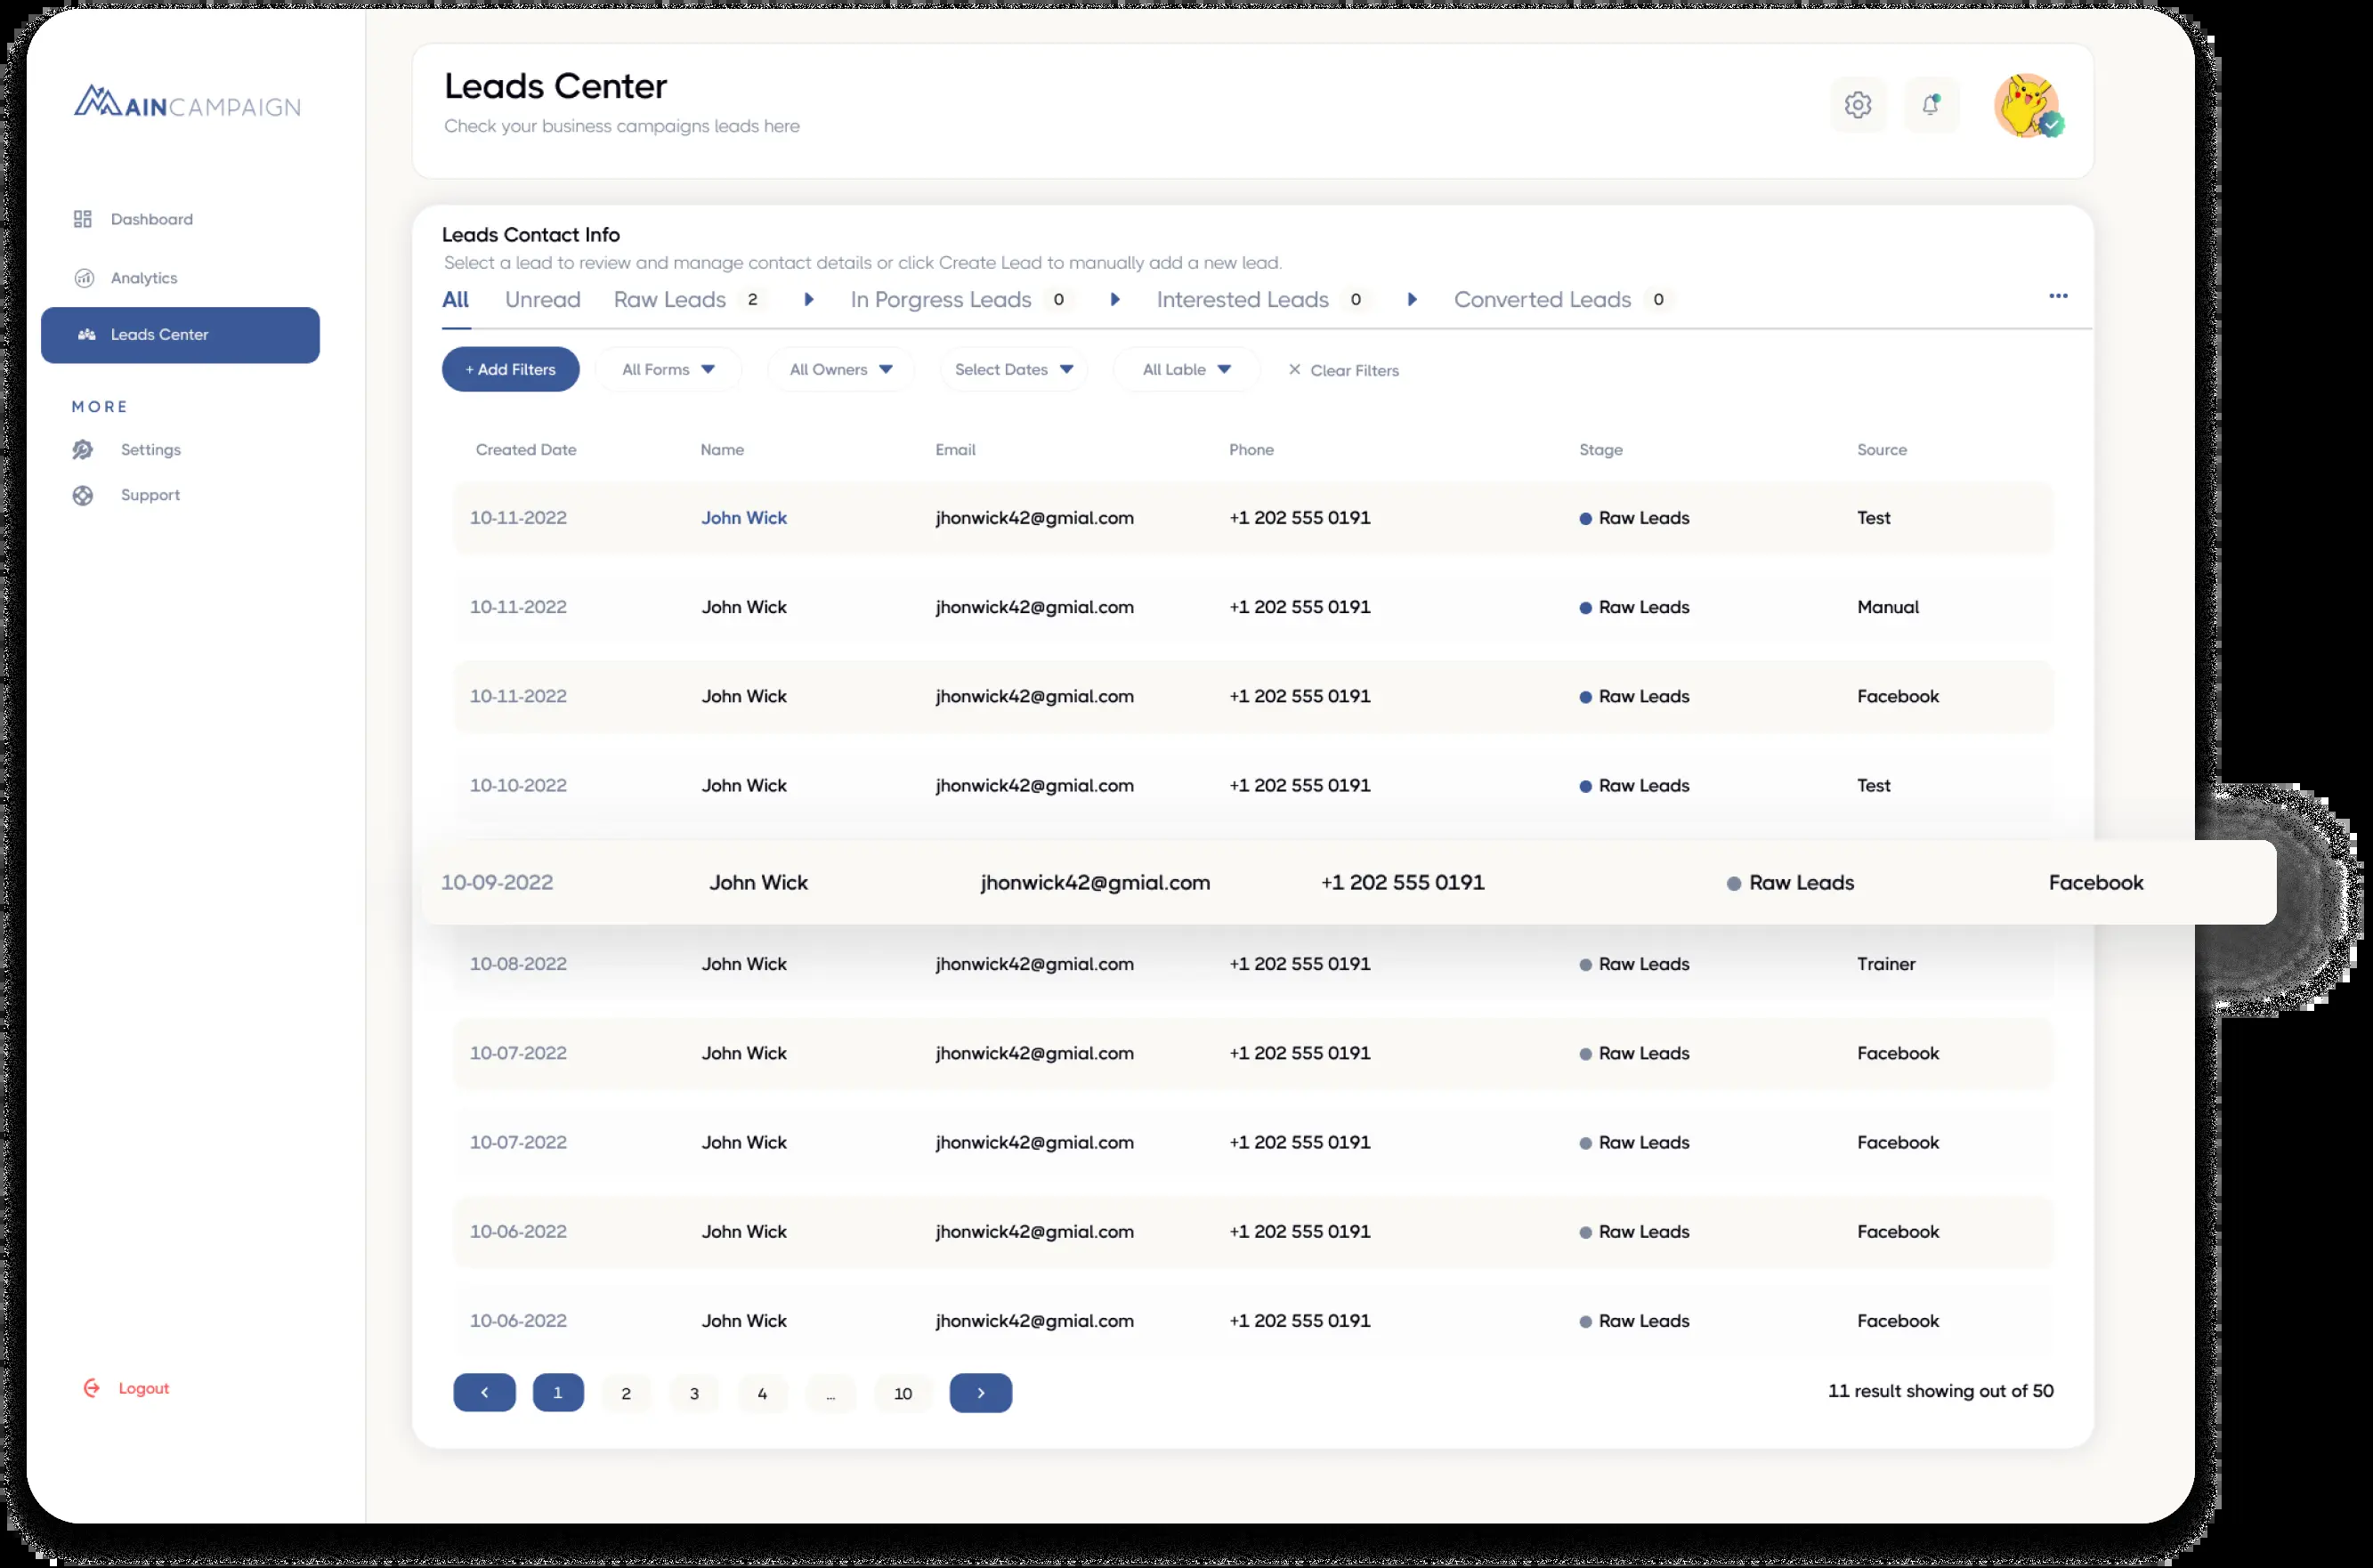 MAINCAMPAIGN
Dashboard
Analytics
Leads Center
MORE
Settings
Support
Logout
Leads Center
Check your business campaigns leads here
Leads Contact Info
Select a lead to review and manage contact details or click Create Lead to manually add a new lead.
All Unread Raw Leads 2 In Porgress Leads 0 Interested Leads 0 Converted Leads 0
+ Add Filters All Forms All Owners Select Dates All Lable × Clear Filters
Created Date Name Email Phone Stage Source
10-11-2022 John Wick jhonwick42@gmial.com +1 202 555 0191 Raw Leads Test
10-11-2022 John Wick jhonwick42@gmial.com +1 202 555 0191 Raw Leads Manual
10-11-2022 John Wick jhonwick42@gmial.com +1 202 555 0191 Raw Leads Facebook
10-10-2022 John Wick jhonwick42@gmial.com +1 202 555 0191 Raw Leads Test
10-09-2022 John Wick jhonwick42@gmial.com +1 202 555 0191 Raw Leads Facebook
10-08-2022 John Wick jhonwick42@gmial.com +1 202 555 0191 Raw Leads Trainer
10-07-2022 John Wick jhonwick42@gmial.com +1 202 555 0191 Raw Leads Facebook
10-07-2022 John Wick jhonwick42@gmial.com +1 202 555 0191 Raw Leads Facebook
10-06-2022 John Wick jhonwick42@gmial.com +1 202 555 0191 Raw Leads Facebook
10-06-2022 John Wick jhonwick42@gmial.com +1 202 555 0191 Raw Leads Facebook
< 1 2 3 4 ... 10 > 11 result showing out of 50